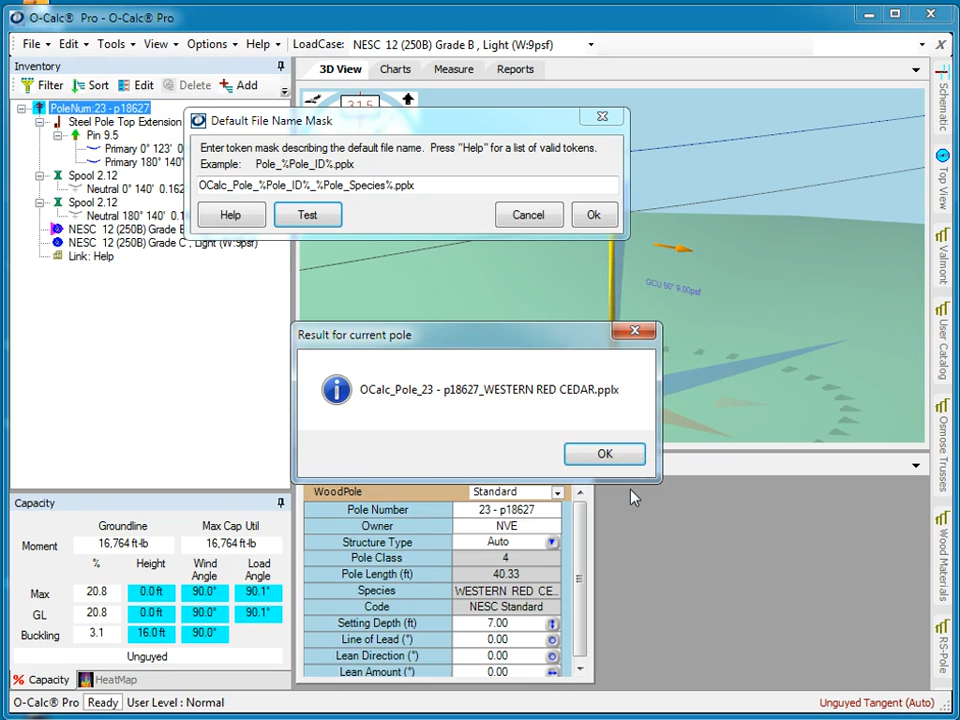 O-Calc® Pro - O-Calc® Pro
File Edit Tools View Options Help LoadCase: NESC 12 (250B) Grade B , Light (W:9psf) X
Inventory
Filter Sort Edit Delete Add
3D View Charts Measure Reports
PoleNum:23 - p18627
Steel Pole Top Extension
Pin 9.5
Primary 0° 123'
Primary 180° 140'
Spool 2.12
Neutral 0° 140' 0.162
Spool 2.12
Neutral 180° 140' 0.1
NESC 12 (250B) Grade B
NESC 12 (250B) Grade C , Light (W:9psf)
Link: Help
315
Default File Name Mask
Enter token mask describing the default file name. Press "Help" for a list of valid tokens.
Example: Pole_%Pole_ID%.pplx
OCalc_Pole_%Pole_ID%_%Pole_Species%.pplx
Help Test Cancel Ok
GCU 50° 9.00psf
Result for current pole
OCalc_Pole_23 - p18627_WESTERN RED CEDAR.pplx
OK
Capacity
Groundline Max Cap Util
Moment 16,764 ft-lb 16,764 ft-lb
% Height Wind Angle Load Angle
Max 20.8 0.0 ft 90.0° 90.1°
GL 20.8 0.0 ft 90.0° 90.1°
Buckling 3.1 16.0 ft 90.0°
Unguyed
% Capacity HeatMap
WoodPole Standard
Pole Number 23 - p18627
Owner NVE
Structure Type Auto
Pole Class 4
Pole Length (ft) 40.33
Species WESTERN RED CE...
Code NESC Standard
Setting Depth (ft) 7.00
Line of Lead (°) 0.00
Lean Direction (°) 0.00
Lean Amount (°) 0.00
Schematic
Top View
Valmont
User Catalog
Osmose Trusses
Wood Materials
RS-Pole
O-Calc® Pro Ready User Level : Normal Unguyed Tangent (Auto)